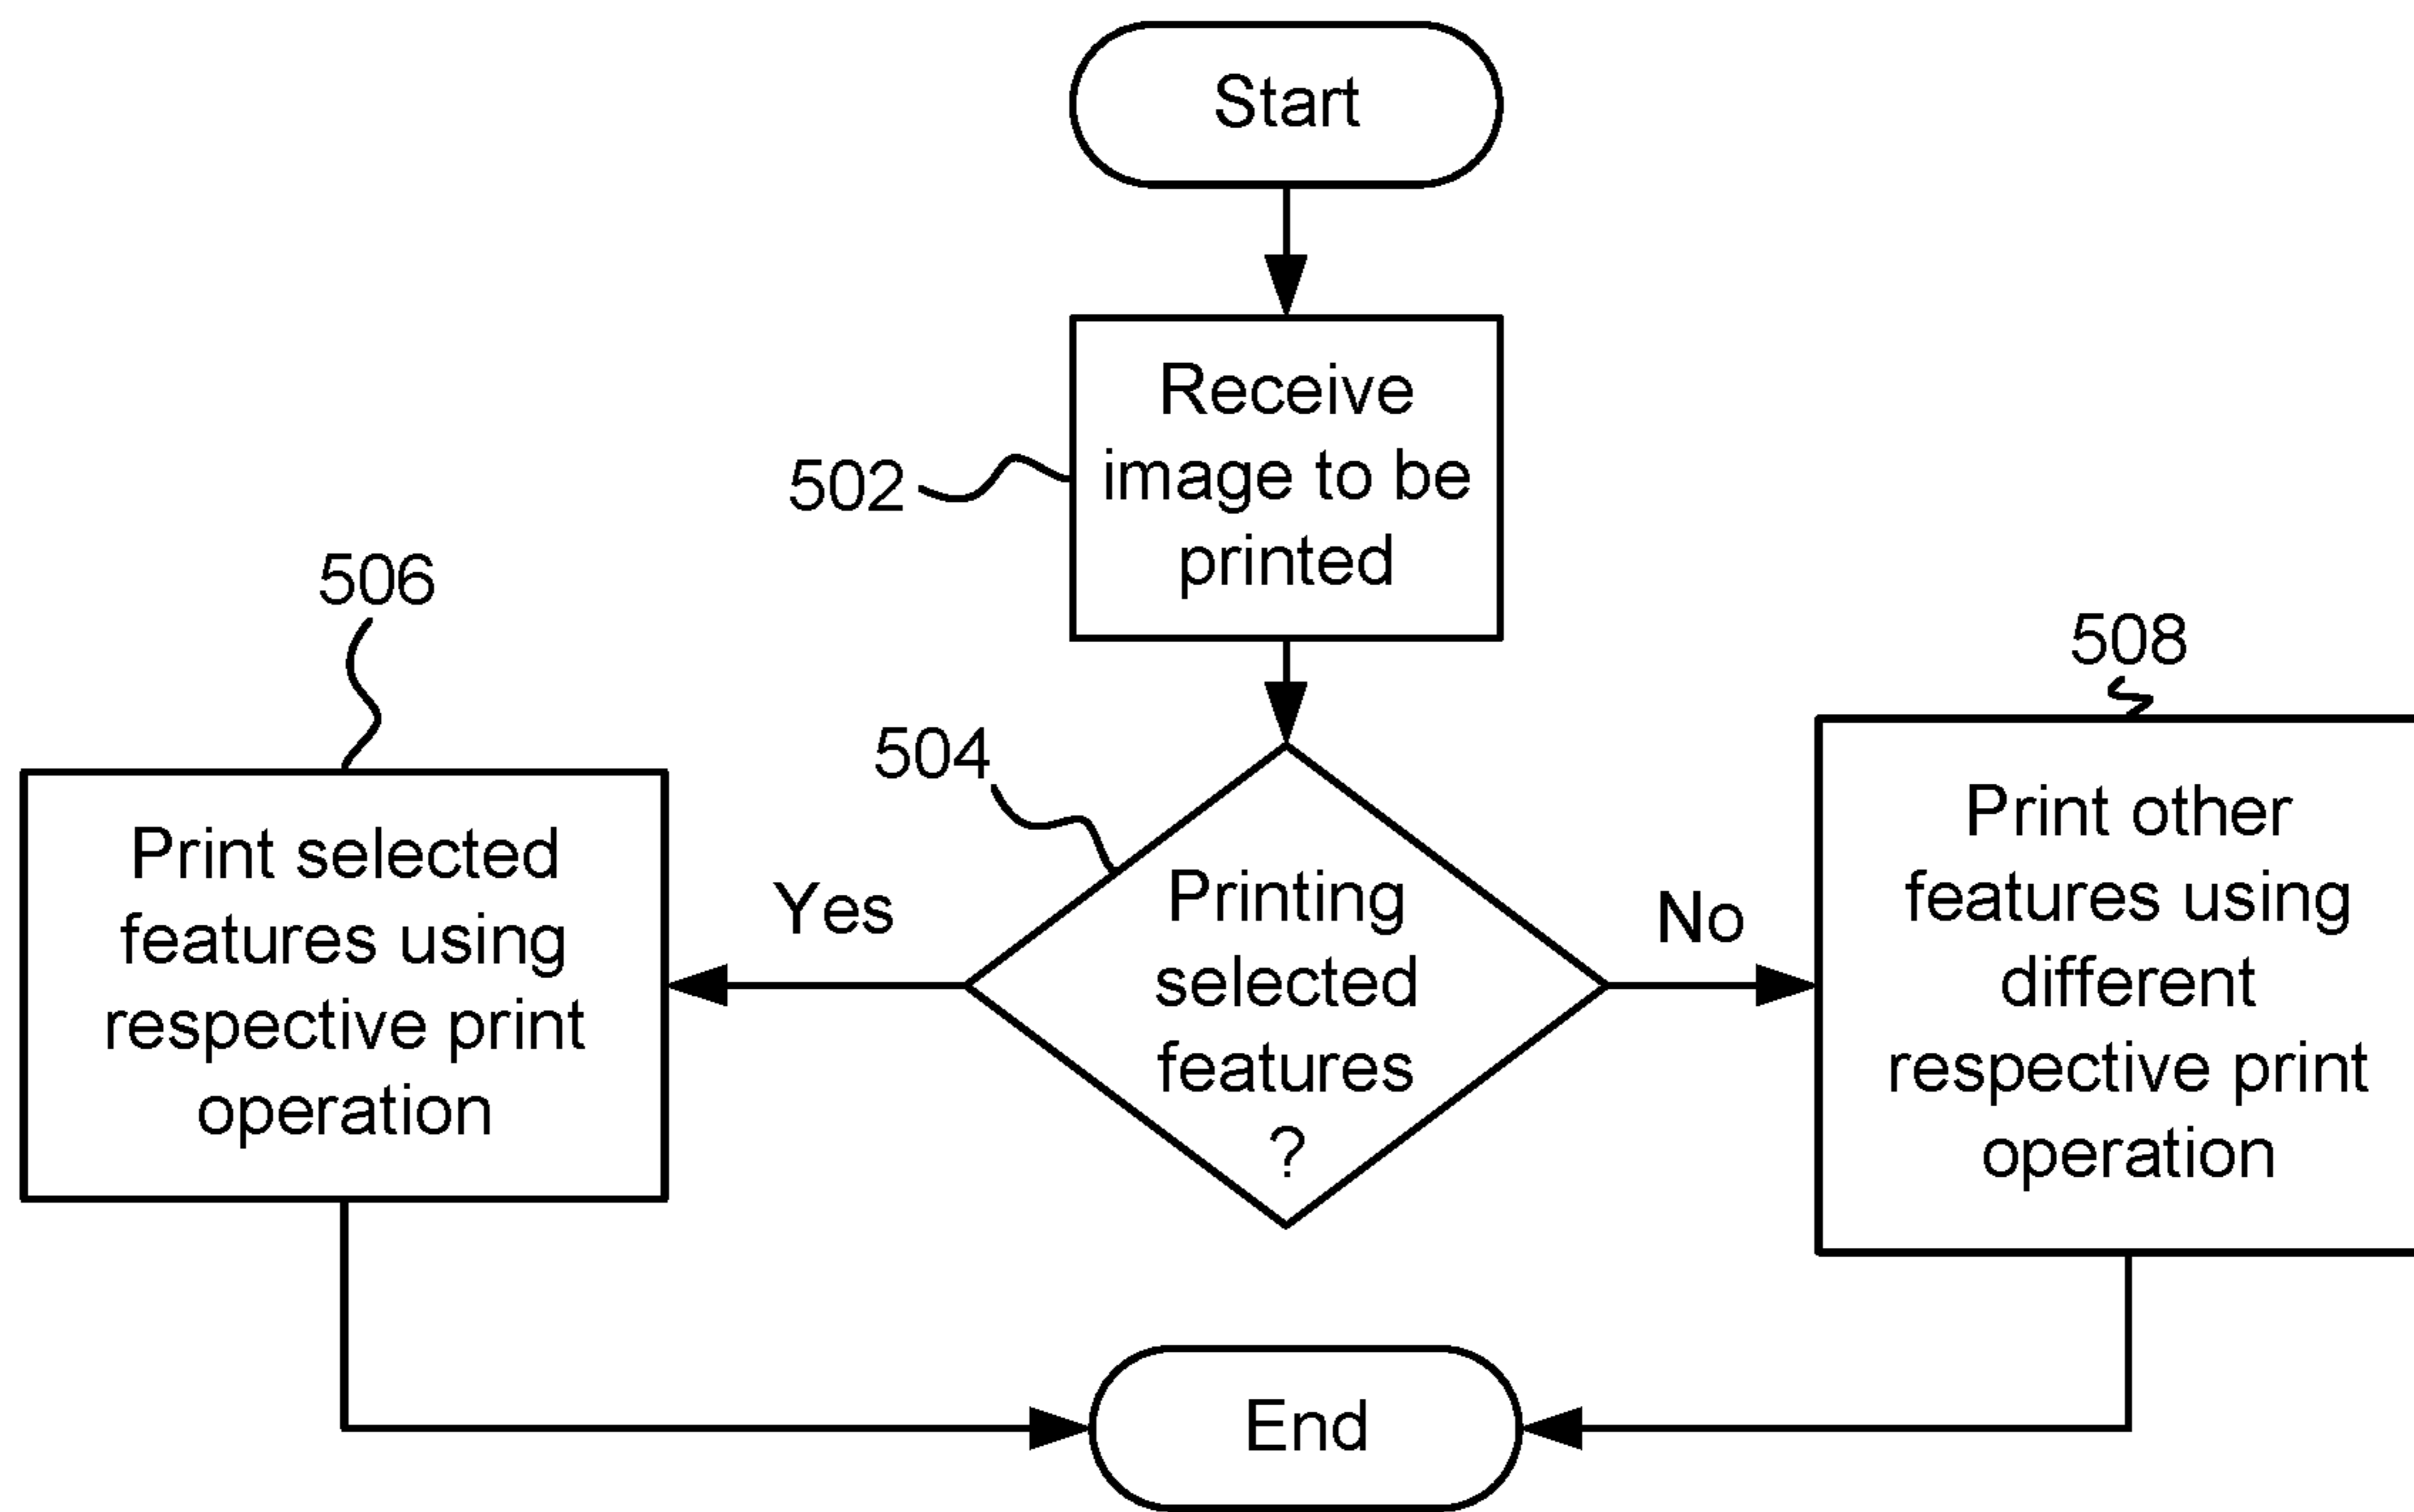 Start
Receive
image to be
printed
502
506
508
504
Print selected
features using
respective print
operation
Yes
Printing
selected
features
?
No
Print other
features using
different
respective print
operation
End